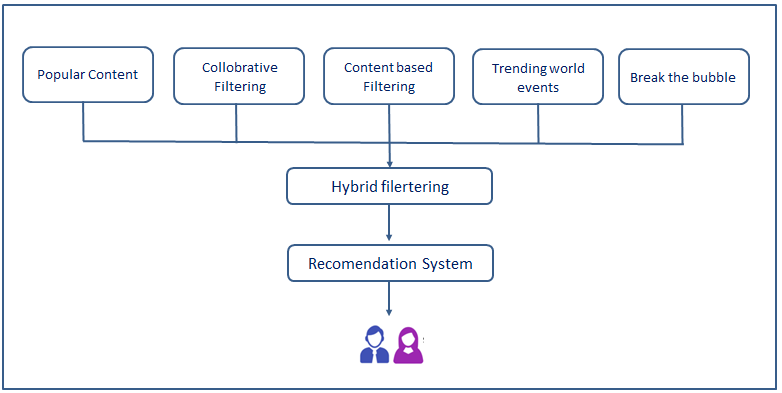 Popular Content
Collobrative
Filtering
Content based
Filtering
Trending world
events
Break the bubble
Hybrid filertering
Recomendation System